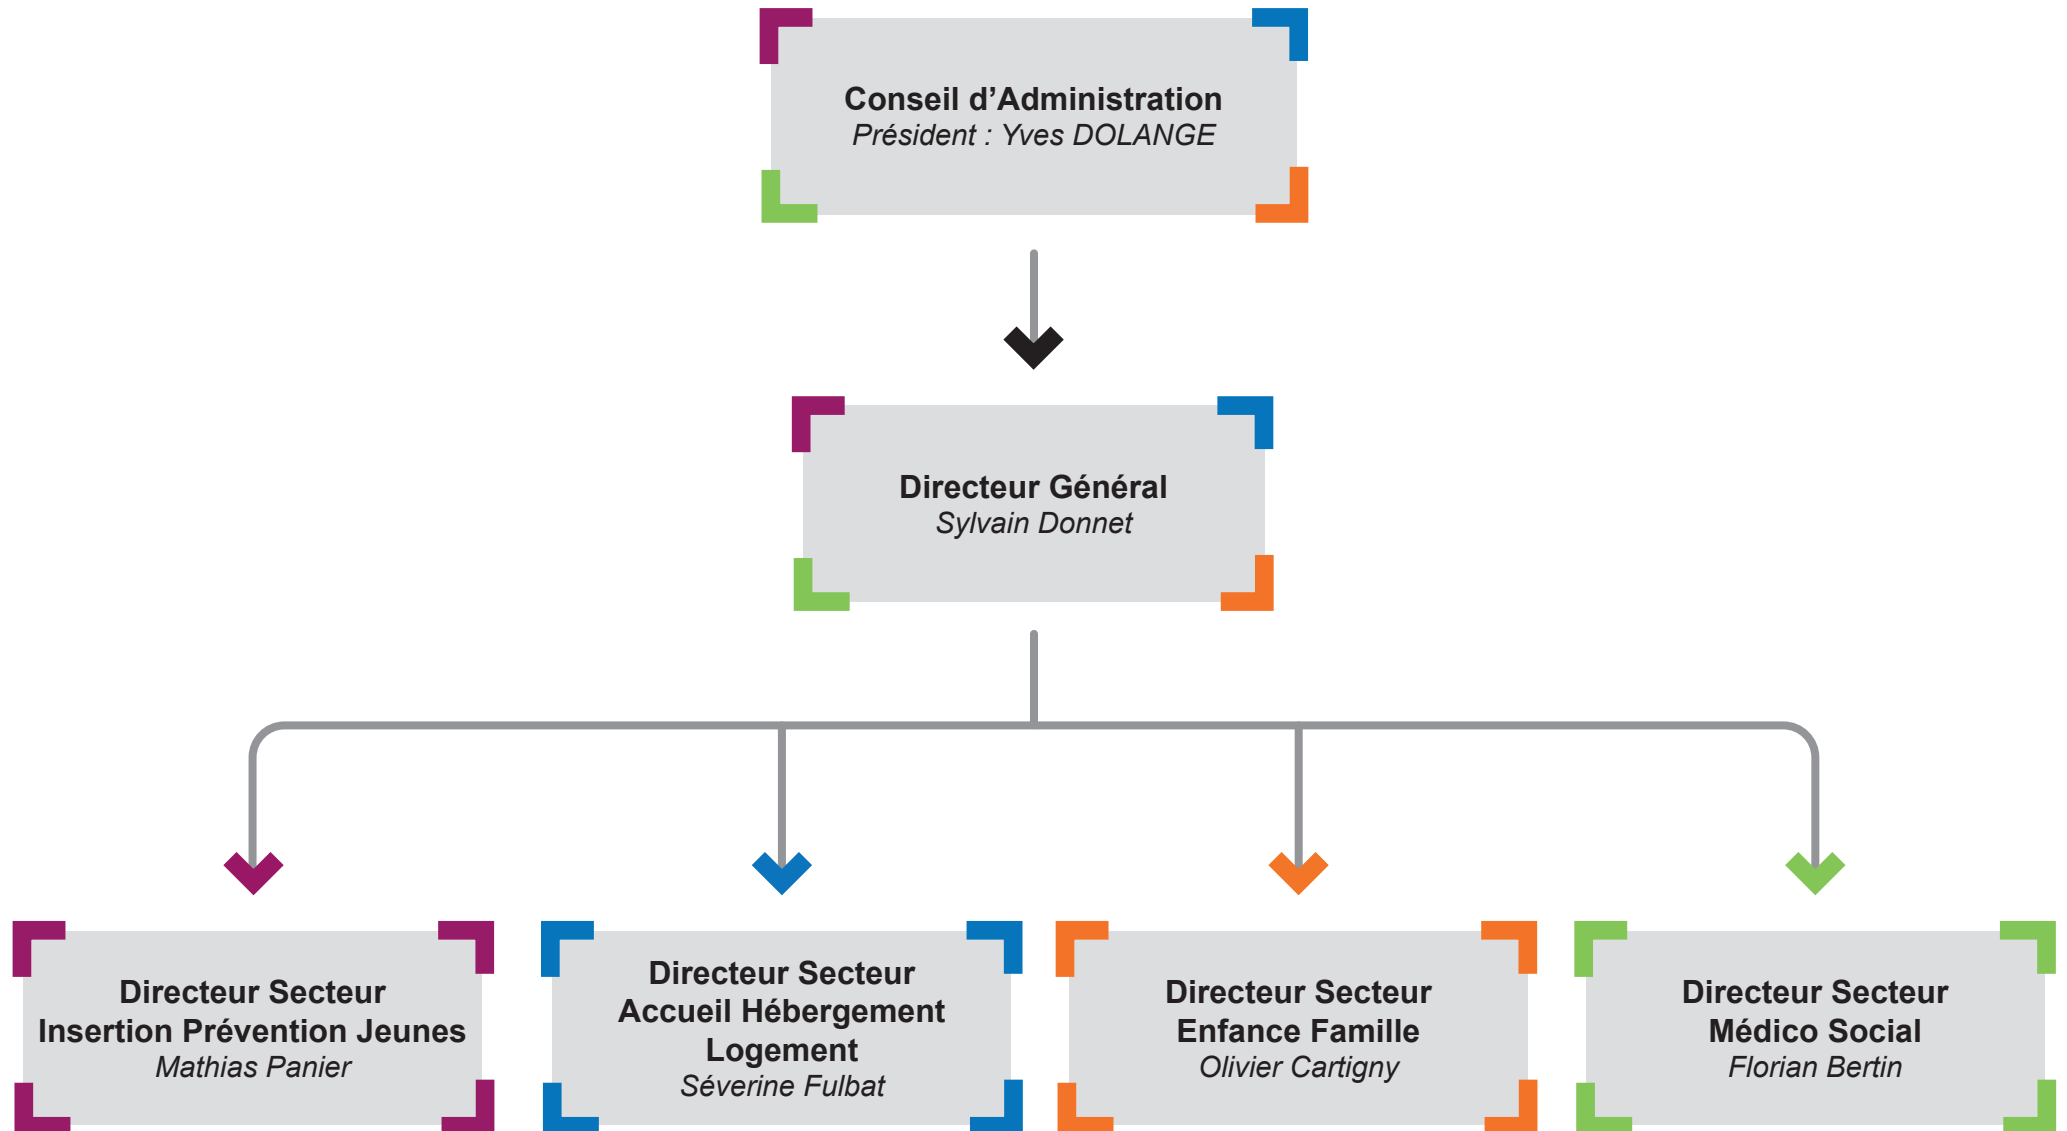 Conseil d’Administration
Président : Yves DOLANGE
Directeur Général
Sylvain Donnet
Directeur Secteur
Insertion Prévention Jeunes
Mathias Panier
Directeur Secteur
Accueil Hébergement
Logement
Séverine Fulbat
Directeur Secteur
Enfance Famille
Olivier Cartigny
Directeur Secteur
Médico Social
Florian Bertin